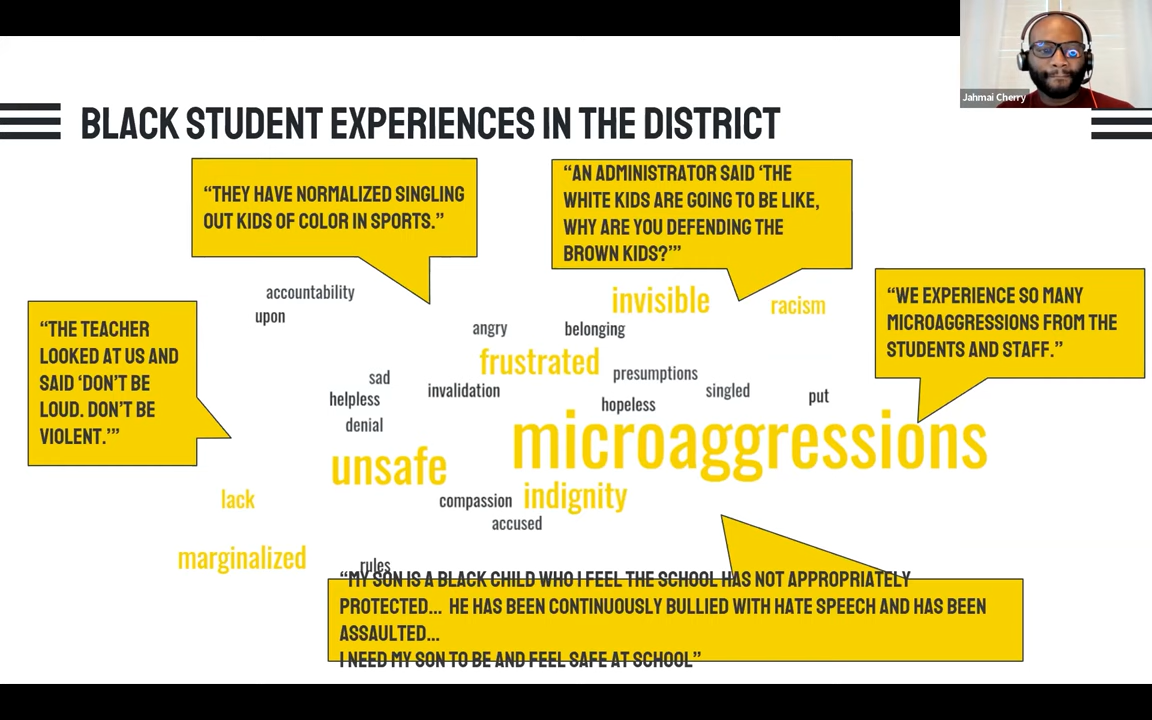 Jahmai Cherry
BLACK STUDENT EXPERIENCES IN THE DISTRICT
“THEY HAVE NORMALIZED SINGLING
OUT KIDS OF COLOR IN SPORTS.”
“AN ADMINISTRATOR SAID ‘THE
WHITE KIDS ARE GOING TO BE LIKE,
WHY ARE YOU DEFENDING THE
BROWN KIDS?’”
“WE EXPERIENCE SO MANY
MICROAGGRESSIONS FROM THE
STUDENTS AND STAFF.”
“THE TEACHER
LOOKED AT US AND
SAID ‘DON’T BE
LOUD. DON’T BE
VIOLENT.’”
accountability
upon
invisible
racism
angry
belonging
frustrated
sad
presumptions
helpless
invalidation
singled
hopeless
put
denial
microaggressions
unsafe
lack
compassion
indignity
accused
marginalized
rules
“MY SON IS A BLACK CHILD WHO I FEEL THE SCHOOL HAS NOT APPROPRIATELY
PROTECTED... HE HAS BEEN CONTINUOUSLY BULLIED WITH HATE SPEECH AND HAS BEEN
ASSAULTED...
I NEED MY SON TO BE AND FEEL SAFE AT SCHOOL”